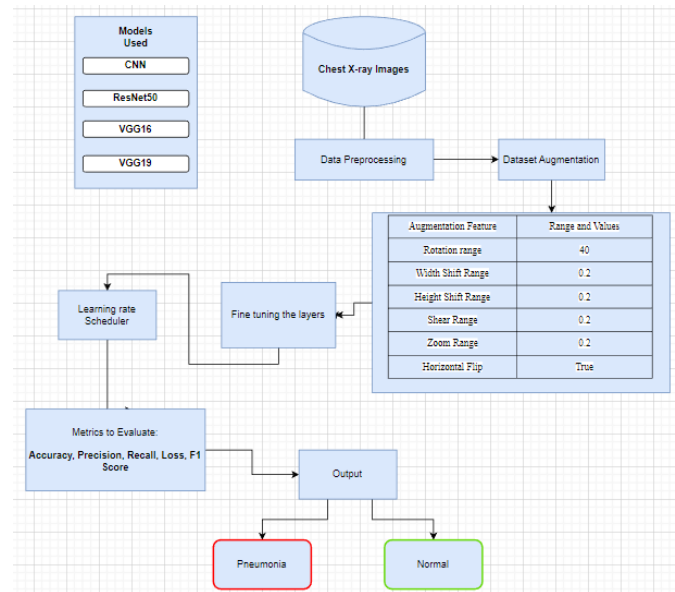 Models
Used
CNN
ResNet50
VGG16
VGG19
Chest X-ray Images
Data Preprocessing
Dataset Augmentation
Augmentation Feature Range and Values
Rotation range 40
Width Shift Range 0.2
Height Shift Range 0.2
Shear Range 0.2
Zoom Range 0.2
Horizontal Flip True
Fine tuning the layers
Learning rate
Scheduler
Metrics to Evaluate:
Accuracy, Precision, Recall, Loss, F1
Score
Output
Pneumonia
Normal